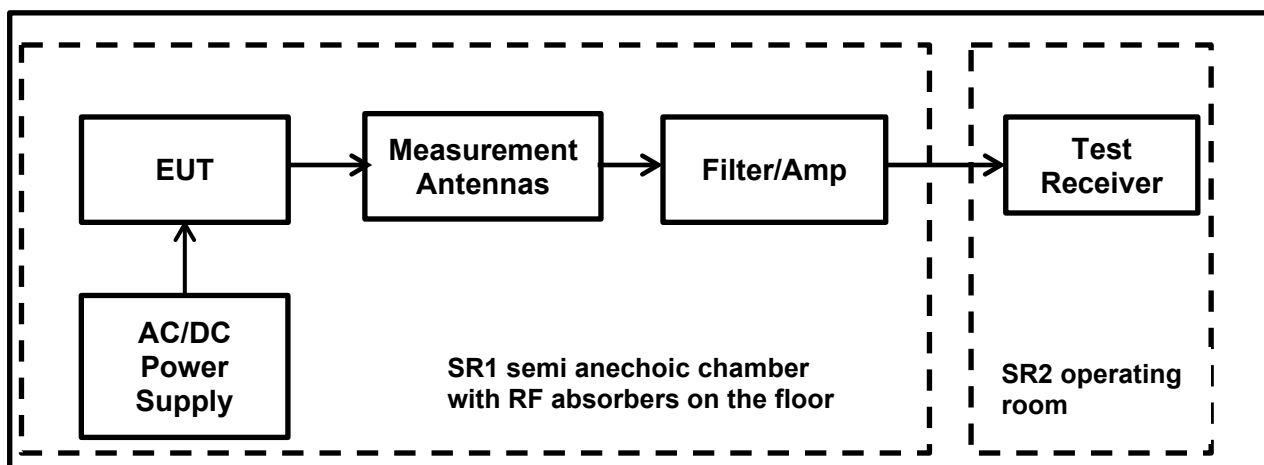 EUT
Measurement
Antennas
Filter/Amp
Test
Receiver
AC/DC
Power
Supply
SR1 semi anechoic chamber
with RF absorbers on the floor
SR2 operating
room